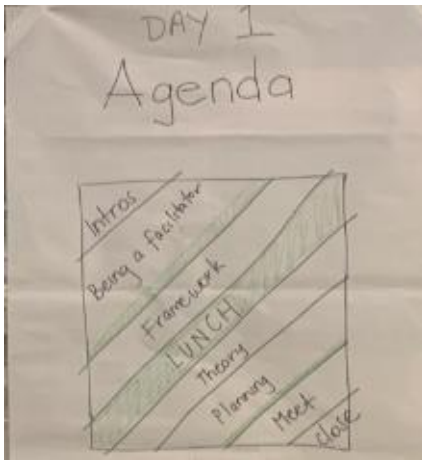 DAY 1
Agenda
Intros
Being a facilitator
Framework
LUNCH
Theory
Planning
Meet
close